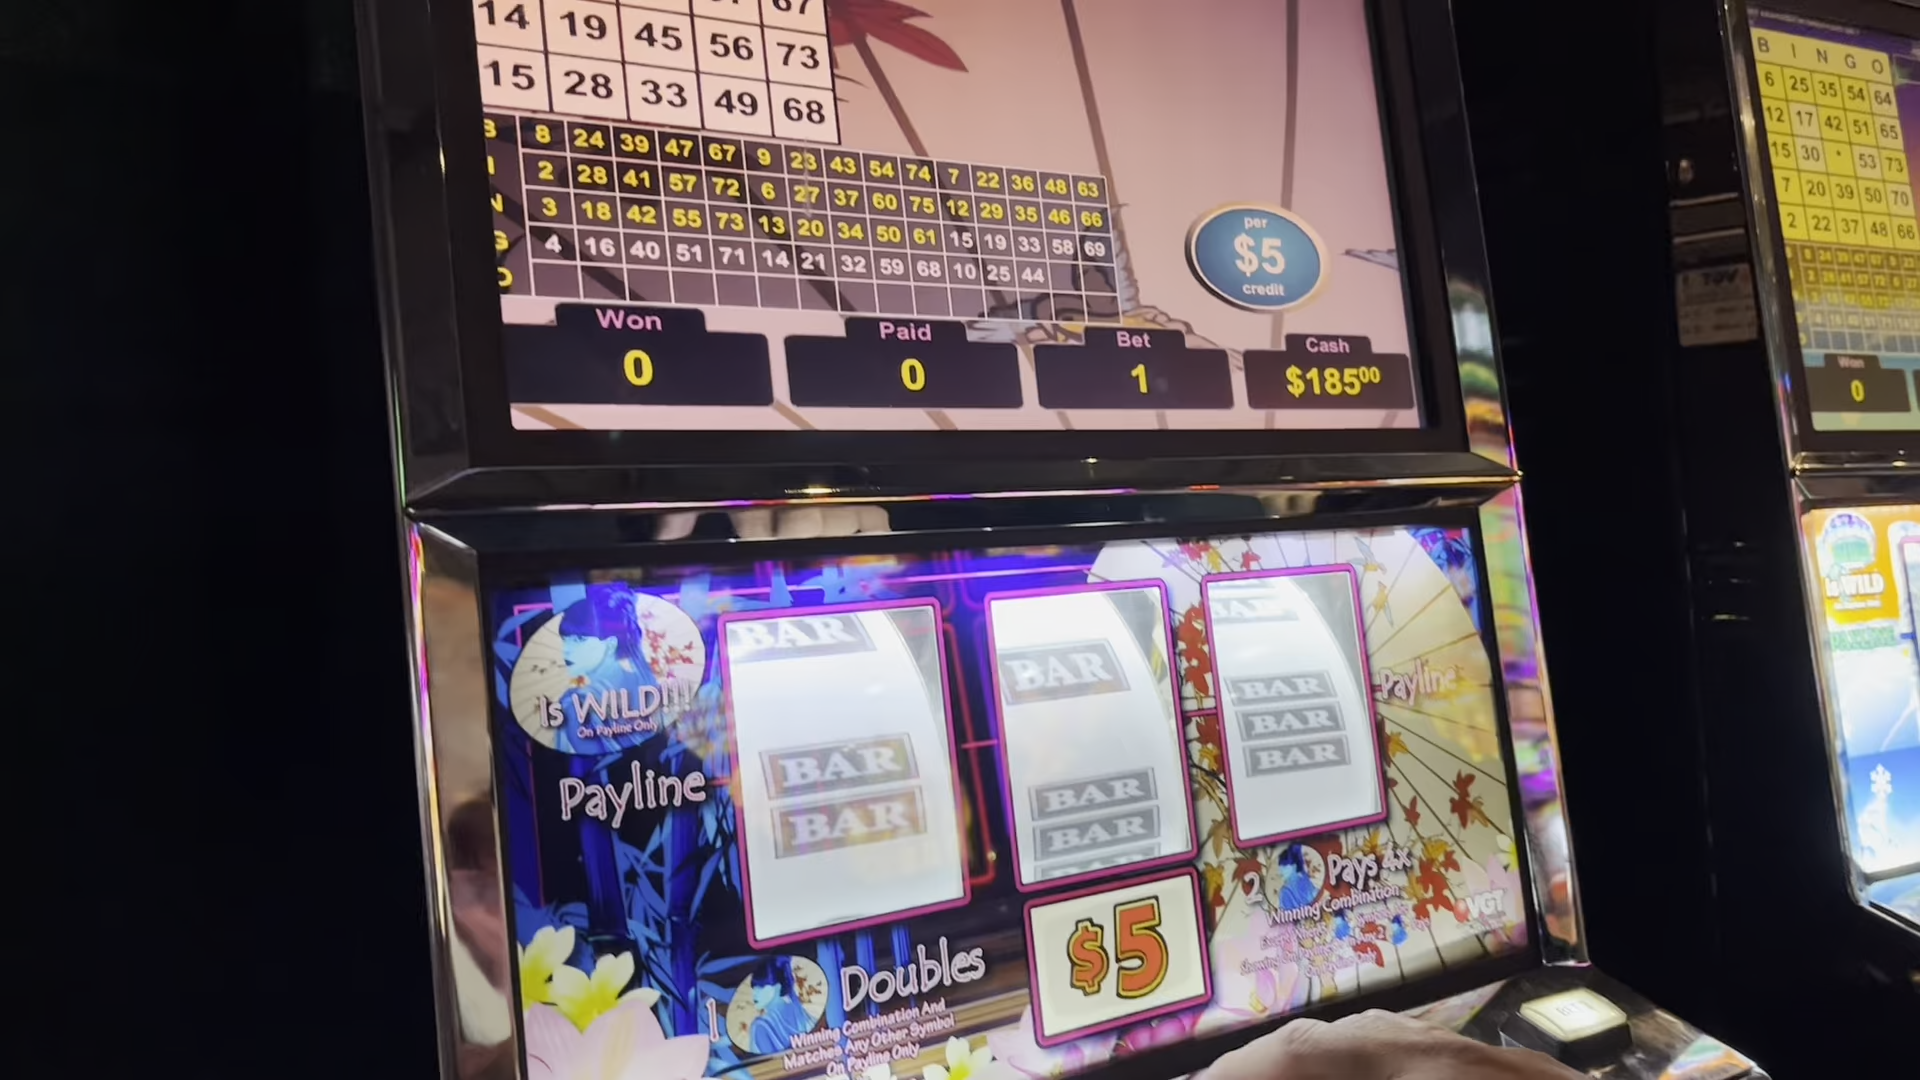 67
14 19 45 56 73
15 28 33 49 68
B 8 24 39 47 67 9 23 43 54 74 7 22 36 48 63
I 2 28 41 57 72 6 27 37 60 75 12 29 35 46 66
N 3 18 42 55 73 13 20 34 50 61 15 19 33 58 69
G 4 16 40 51 71 14 21 32 59 68 10 25 44
O
per
$5
credit
Won
0
Paid
0
Bet
1
Cash
$185⁰⁰
BINGO
6 25 35 54 64
12 17 42 51 65
15 30 * 53 73
7 20 39 50 70
2 22 37 48 66
Won
0
Is WILD!!!
On Payline Only
Payline
BAR
BAR
BAR
BAR
BAR
BAR
BAR
BAR
BAR
BAR
BAR
Payline
1
Doubles
Winning Combination And
Matches Any Other Symbol
On Payline Only
$5
2
Pays 4x
Winning Combination
VGT
Is WILD